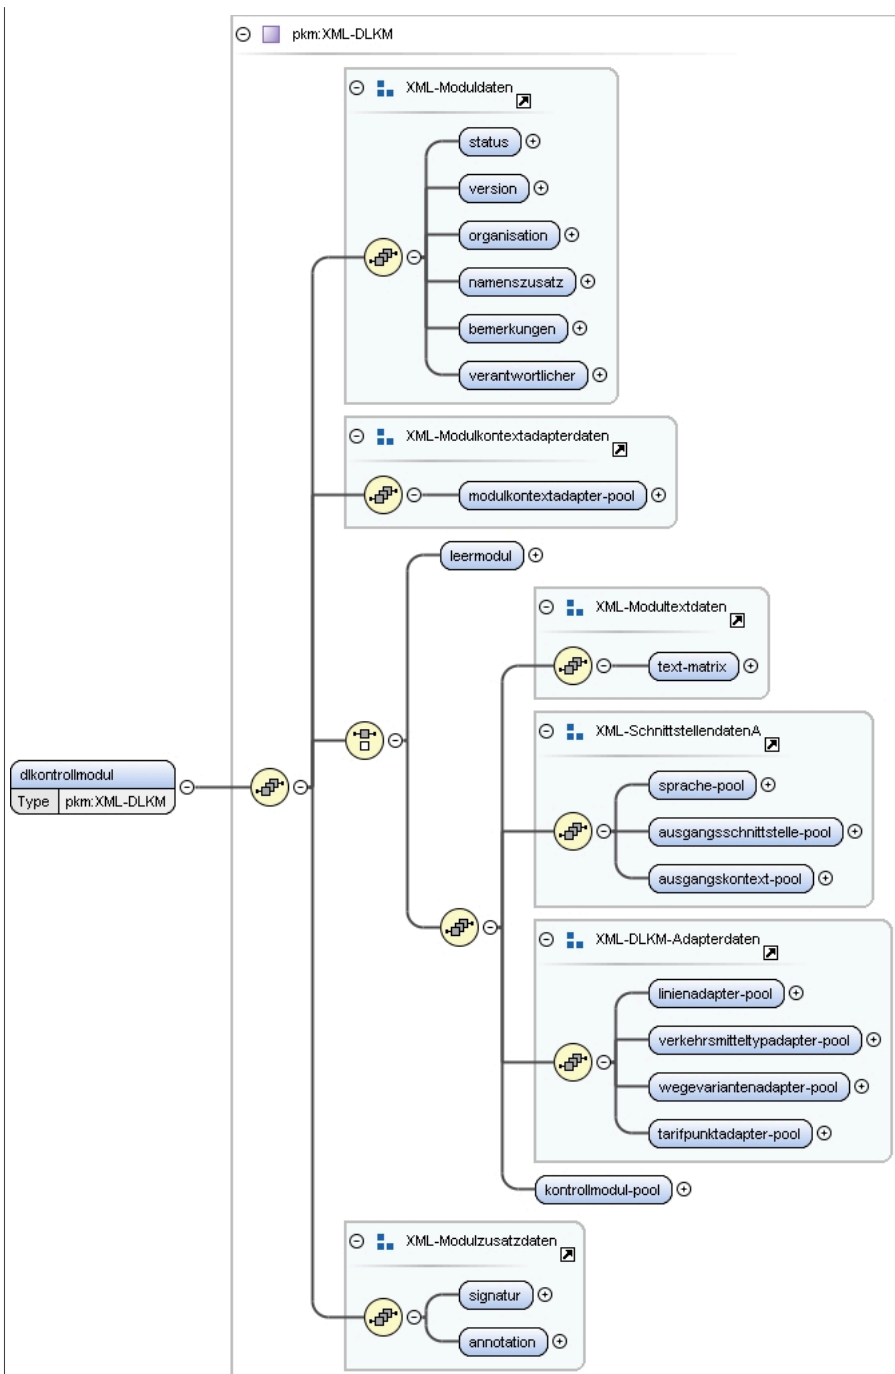 pkm:XML-DLKM
XML-Moduldaten
status
version
organisation
namenszusatz
bemerkungen
verantwortlicher
XML-Modulkontextadapterdaten
modulkontextadapter-pool
leermodul
XML-Modultextdaten
text-matrix
XML-SchnittstellendatenA
sprache-pool
ausgangsschnittstelle-pool
ausgangskontext-pool
dlkontrollmodul
Type pkm:XML-DLKM
XML-DLKM-Adapterdaten
linienadapter-pool
verkehrsmitteltypadapter-pool
wegevariantenadapter-pool
tarifpunktadapter-pool
kontrollmodul-pool
XML-Modulzusatzdaten
signatur
annotation